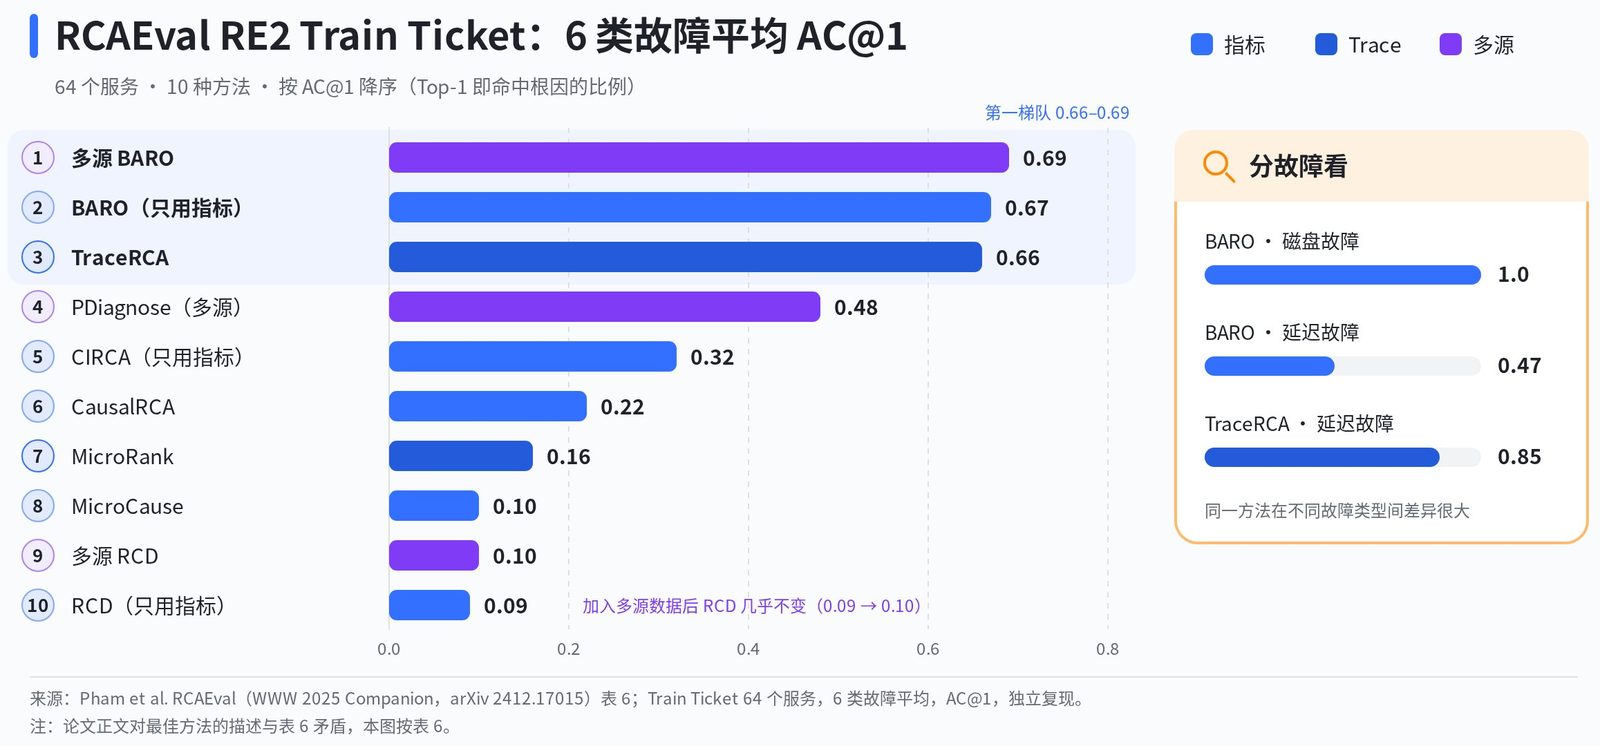 RCAEval RE2 Train Ticket：6 类故障平均 AC@1
64 个服务 · 10 种方法 · 按 AC@1 降序（Top-1 即命中根因的比例）
指标 Trace 多源
第一梯队 0.66–0.69
1 多源 BARO 0.69
2 BARO（只用指标） 0.67
3 TraceRCA 0.66
4 PDiagnose（多源） 0.48
5 CIRCA（只用指标） 0.32
6 CausalRCA 0.22
7 MicroRank 0.16
8 MicroCause 0.10
9 多源 RCD 0.10
10 RCD（只用指标） 0.09 加入多源数据后 RCD 几乎不变（0.09 → 0.10）
0.0 0.2 0.4 0.6 0.8
分故障看
BARO · 磁盘故障
1.0
BARO · 延迟故障
0.47
TraceRCA · 延迟故障
0.85
同一方法在不同故障类型间差异很大
来源：Pham et al. RCAEval（WWW 2025 Companion，arXiv 2412.17015）表 6；Train Ticket 64 个服务，6 类故障平均，AC@1，独立复现。
注：论文正文对最佳方法的描述与表 6 矛盾，本图按表 6。